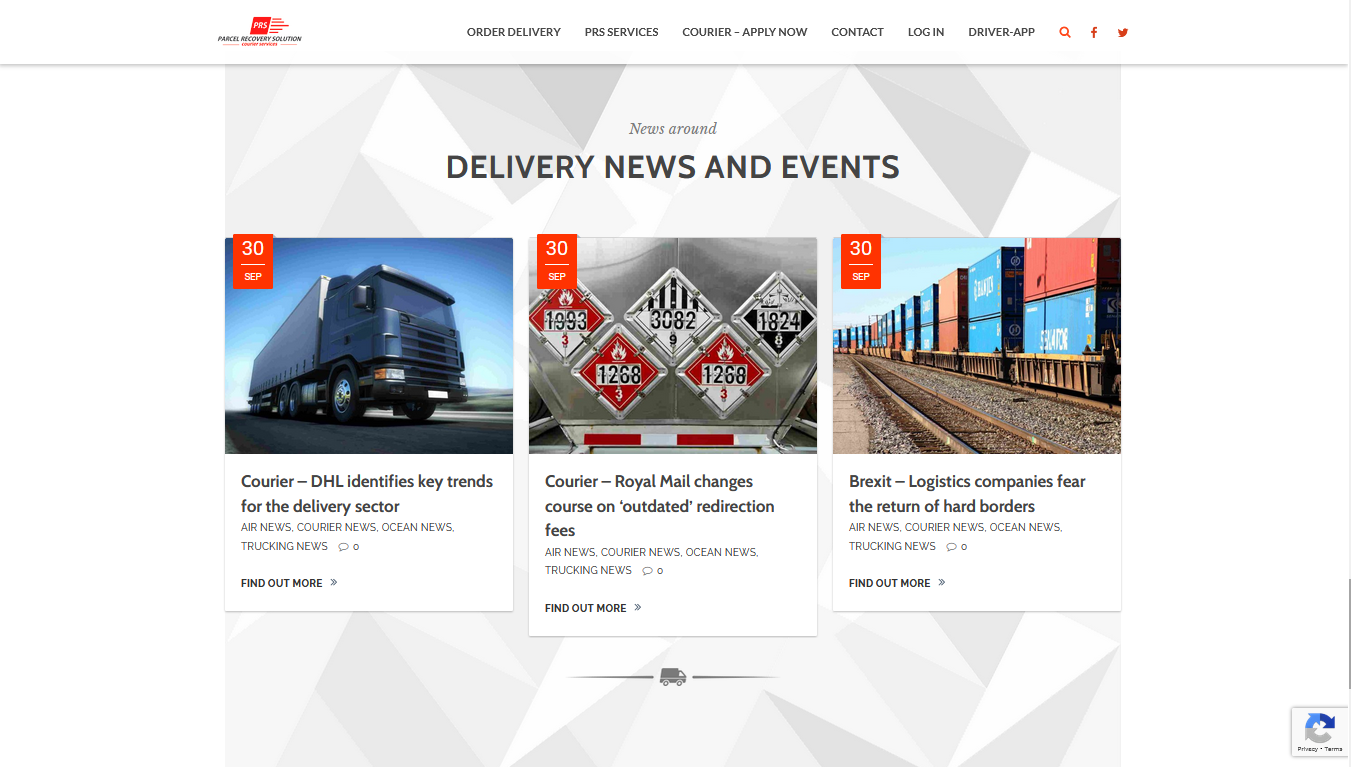 PRS
PARCEL RECOVERY SOLUTION
courier services
ORDER DELIVERY
PRS SERVICES
COURIER – APPLY NOW
CONTACT
LOG IN
DRIVER-APP
News around
DELIVERY NEWS AND EVENTS
30
SEP
30
SEP
30
SEP
1993
3
3082
9
1824
8
1268
3
1268
3
Courier – DHL identifies key trends
for the delivery sector
AIR NEWS, COURIER NEWS, OCEAN NEWS,
TRUCKING NEWS 0
FIND OUT MORE »
Courier – Royal Mail changes
course on ‘outdated’ redirection
fees
AIR NEWS, COURIER NEWS, OCEAN NEWS,
TRUCKING NEWS 0
FIND OUT MORE »
Brexit – Logistics companies fear
the return of hard borders
AIR NEWS, COURIER NEWS, OCEAN NEWS,
TRUCKING NEWS 0
FIND OUT MORE »
Privacy • Terms